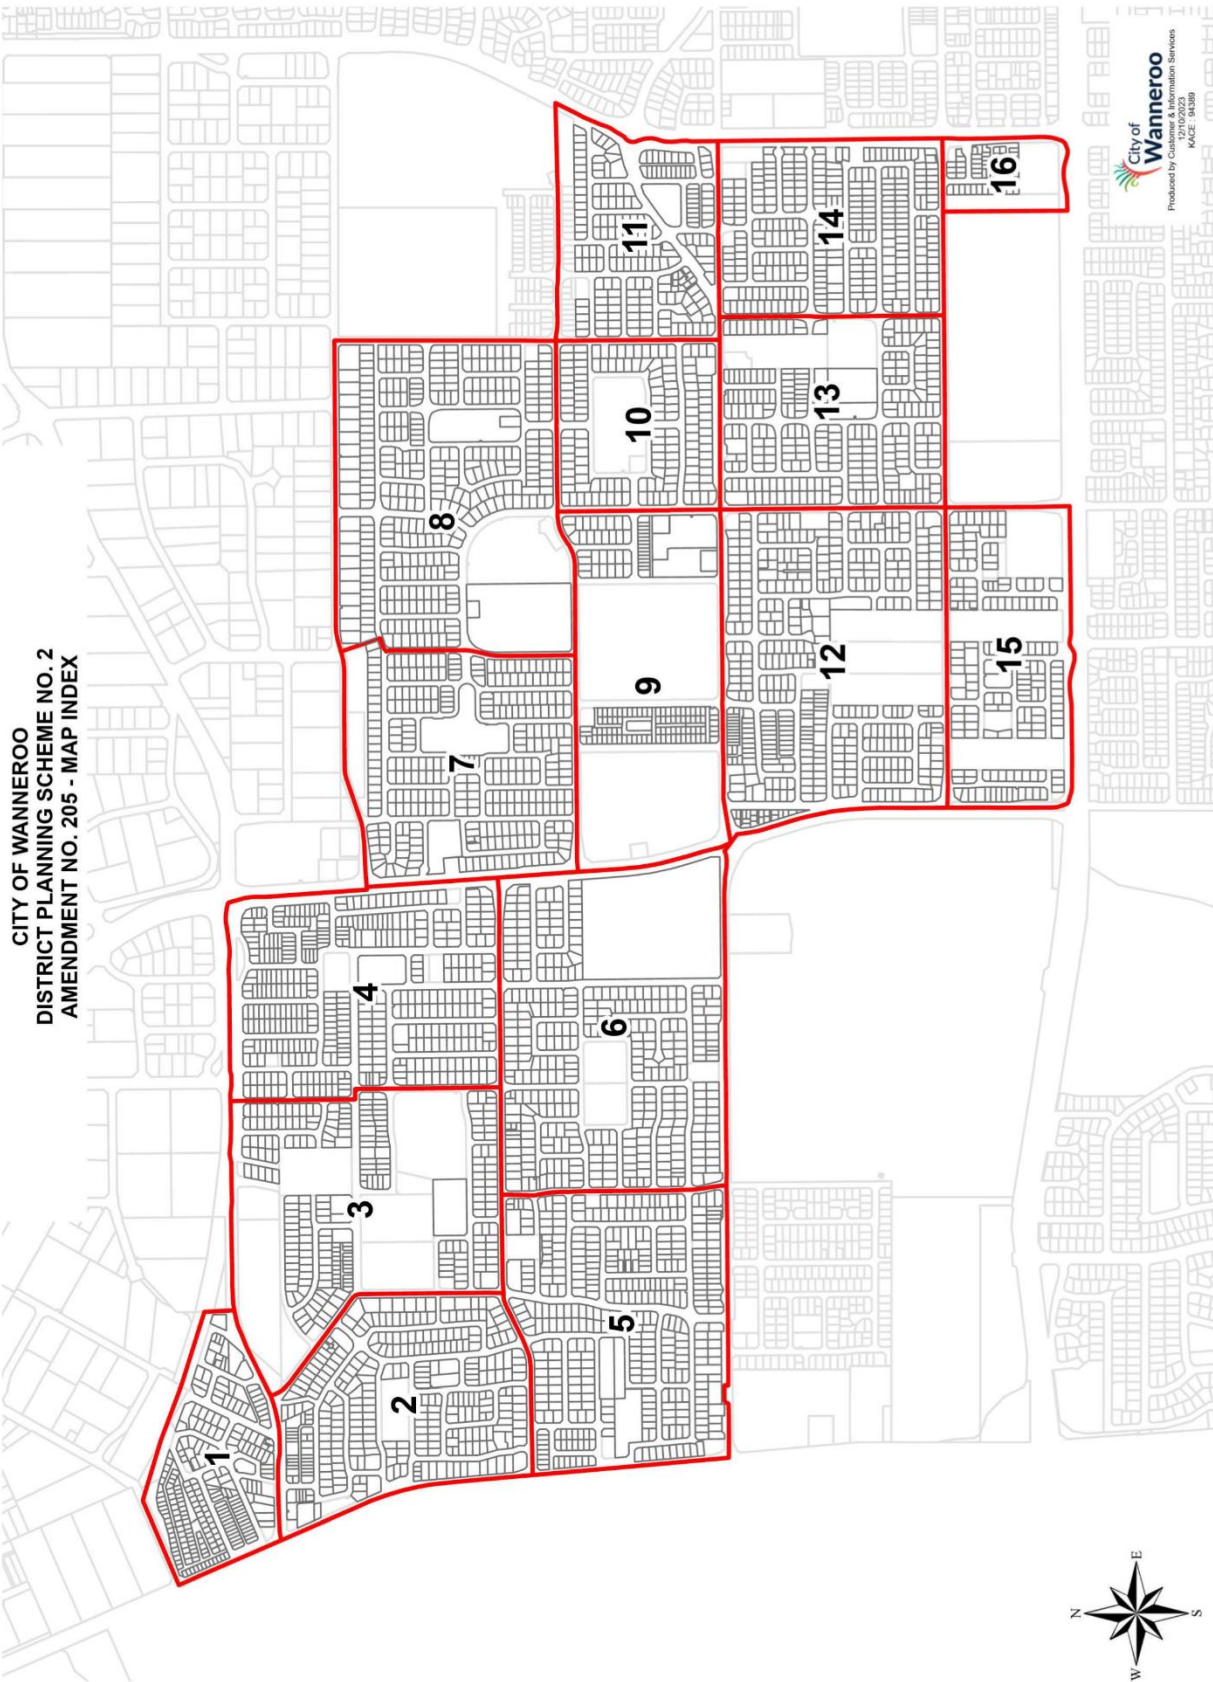 CITY OF WANNEROO
DISTRICT PLANNING SCHEME NO. 2
AMENDMENT NO. 205 - MAP INDEX
1
2
3
4
5
6
7
8
9
10
11
12
13
14
15
16
N
W
E
S
City of
Wanneroo
Produced by Customer & Information Services
12/10/2023
KACE : 94389